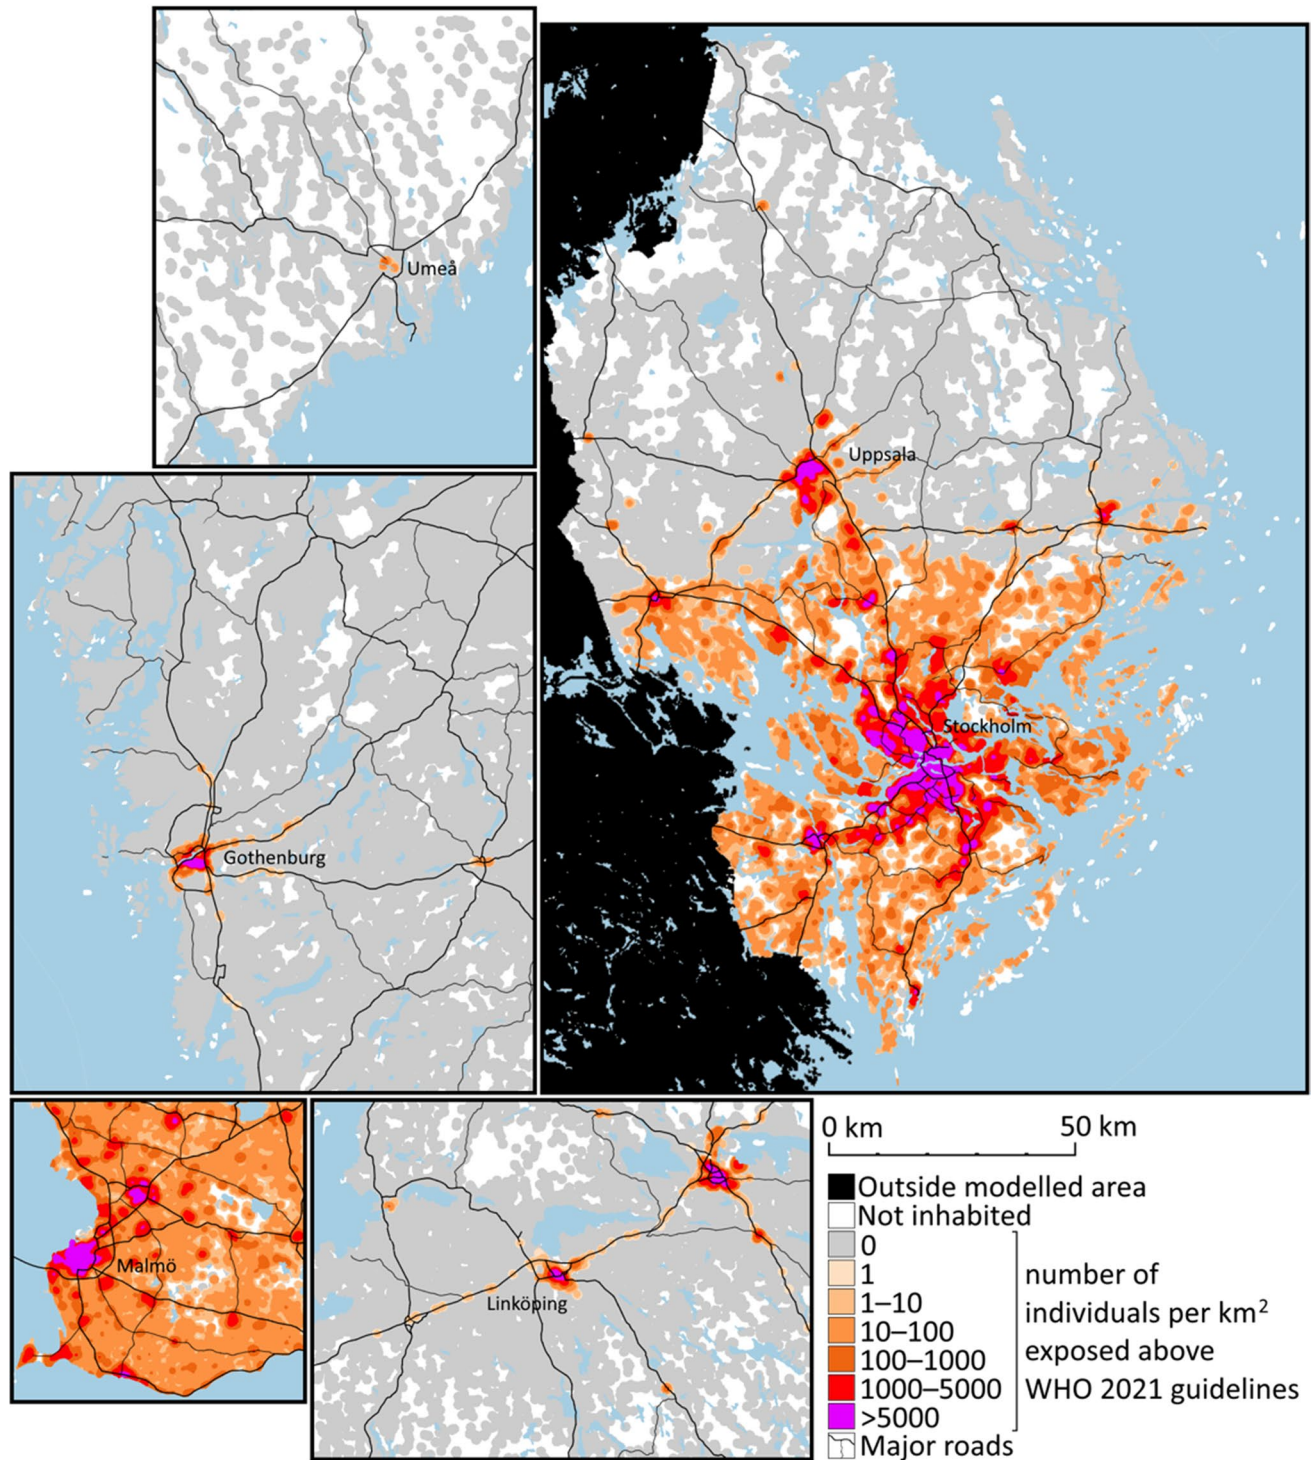 Umeå
Uppsala
Stockholm
Gothenburg
Malmö
Linköping
0 km 50 km
Outside modelled area
Not inhabited
0
1
1–10
10–100
100–1000
1000–5000
>5000
number of
individuals per km²
exposed above
WHO 2021 guidelines
Major roads